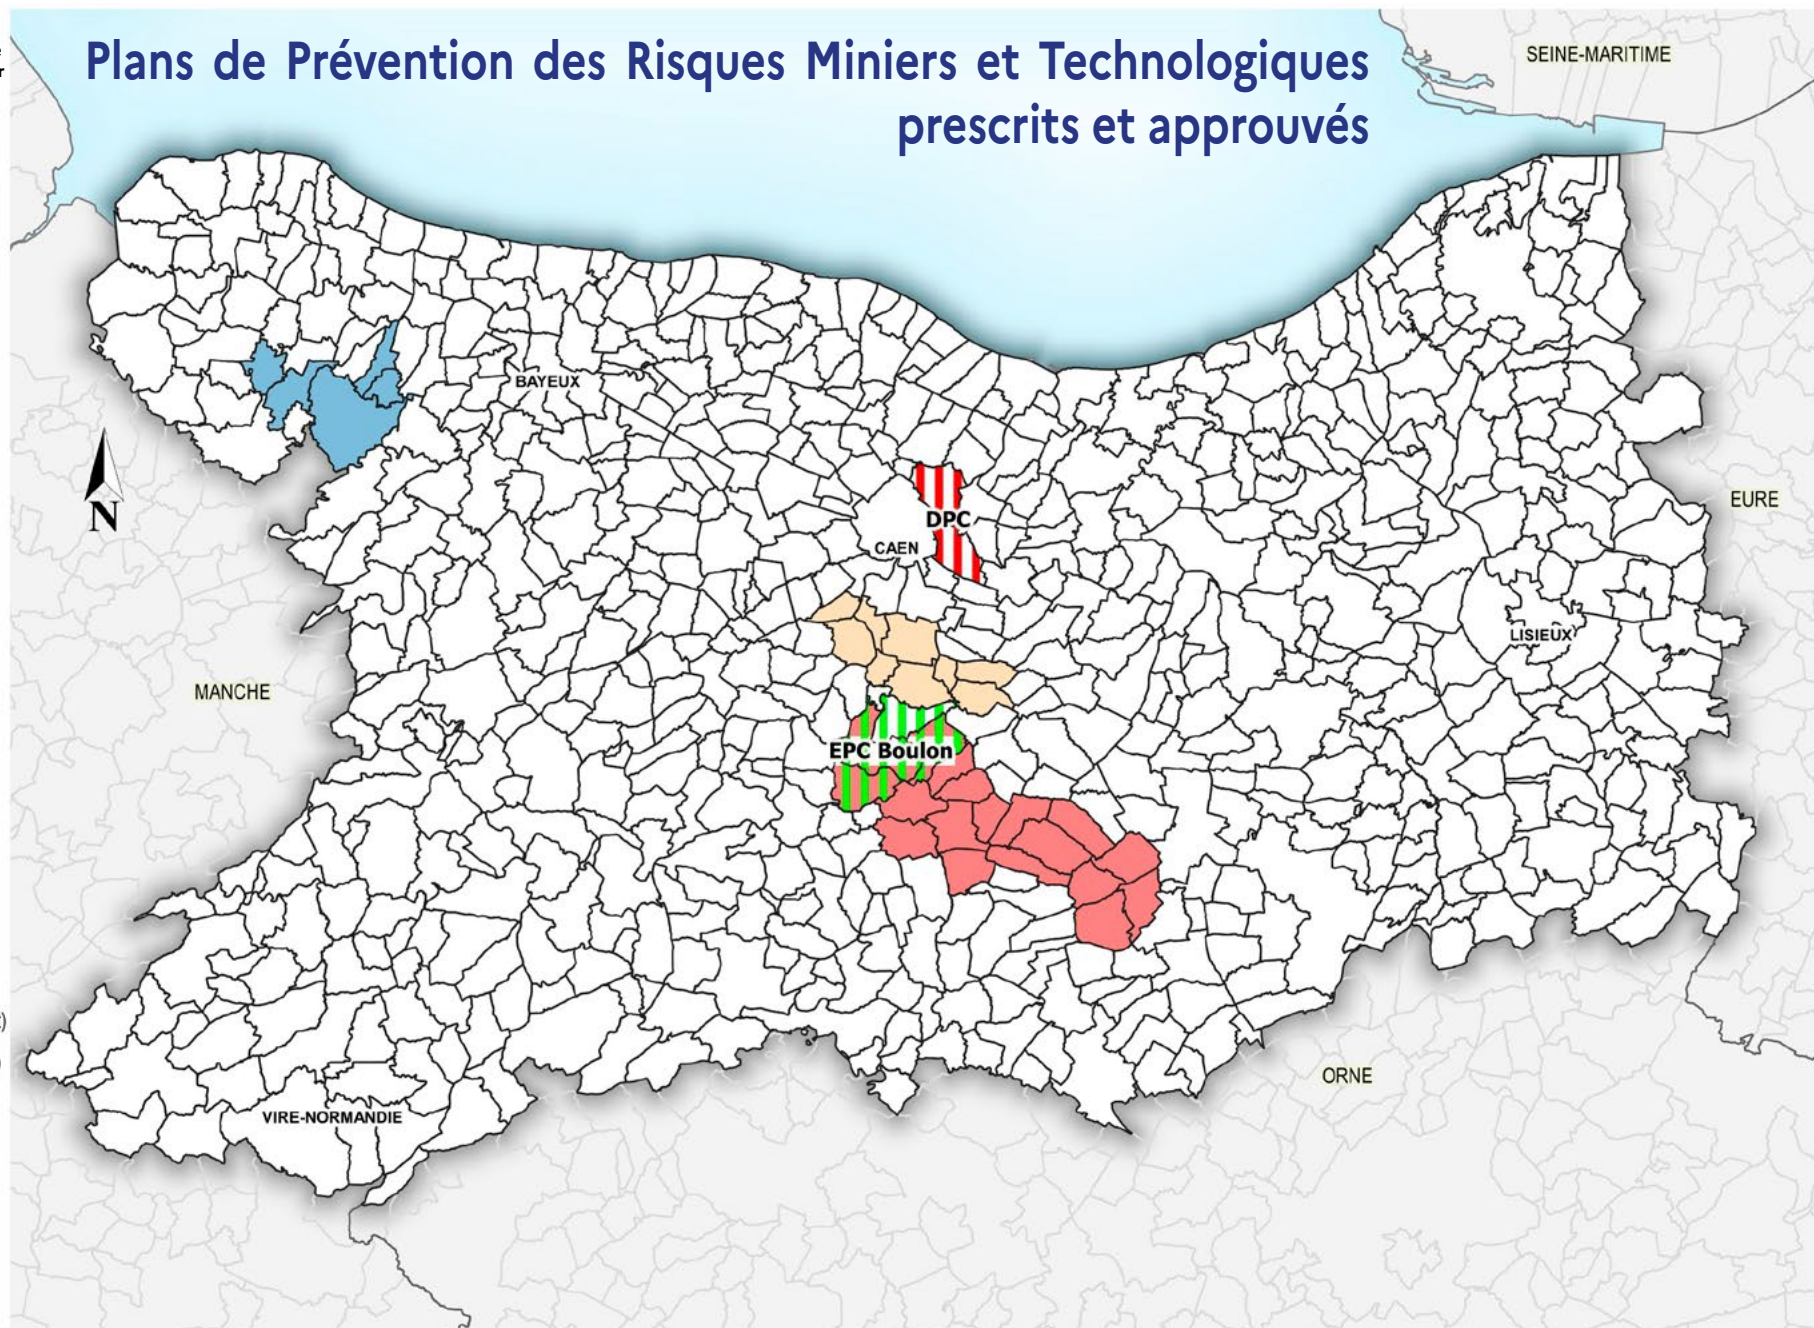 Plans de Prévention des Risques Miniers et Technologiques
prescrits et approuvés
SEINE-MARITIME
BAYEUX
EURE
DPC
CAEN
LISIEUX
MANCHE
EPC Boulon
N
ORNE
VIRE-NORMANDIE